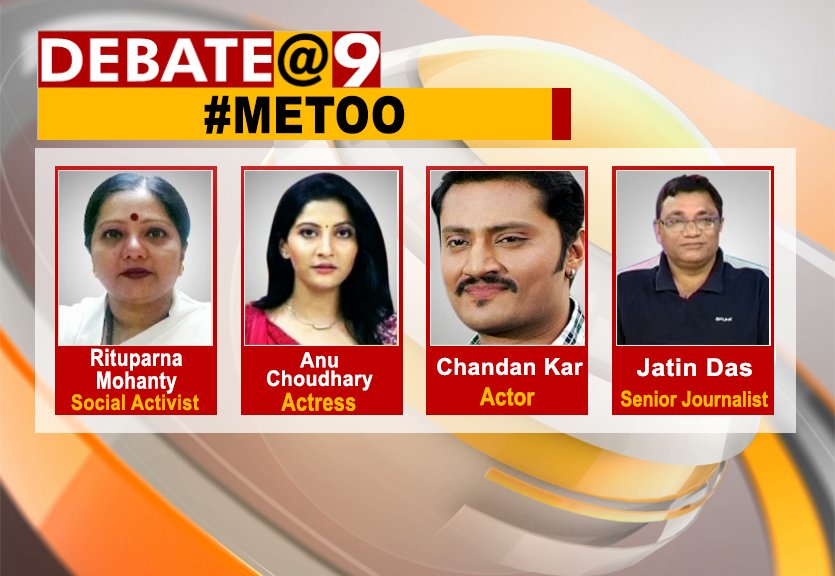 DEBATE@9
#METOO
Rituparna
Mohanty
Social Activist
Anu
Choudhary
Actress
Chandan Kar
Actor
Jatin Das
Senior Journalist